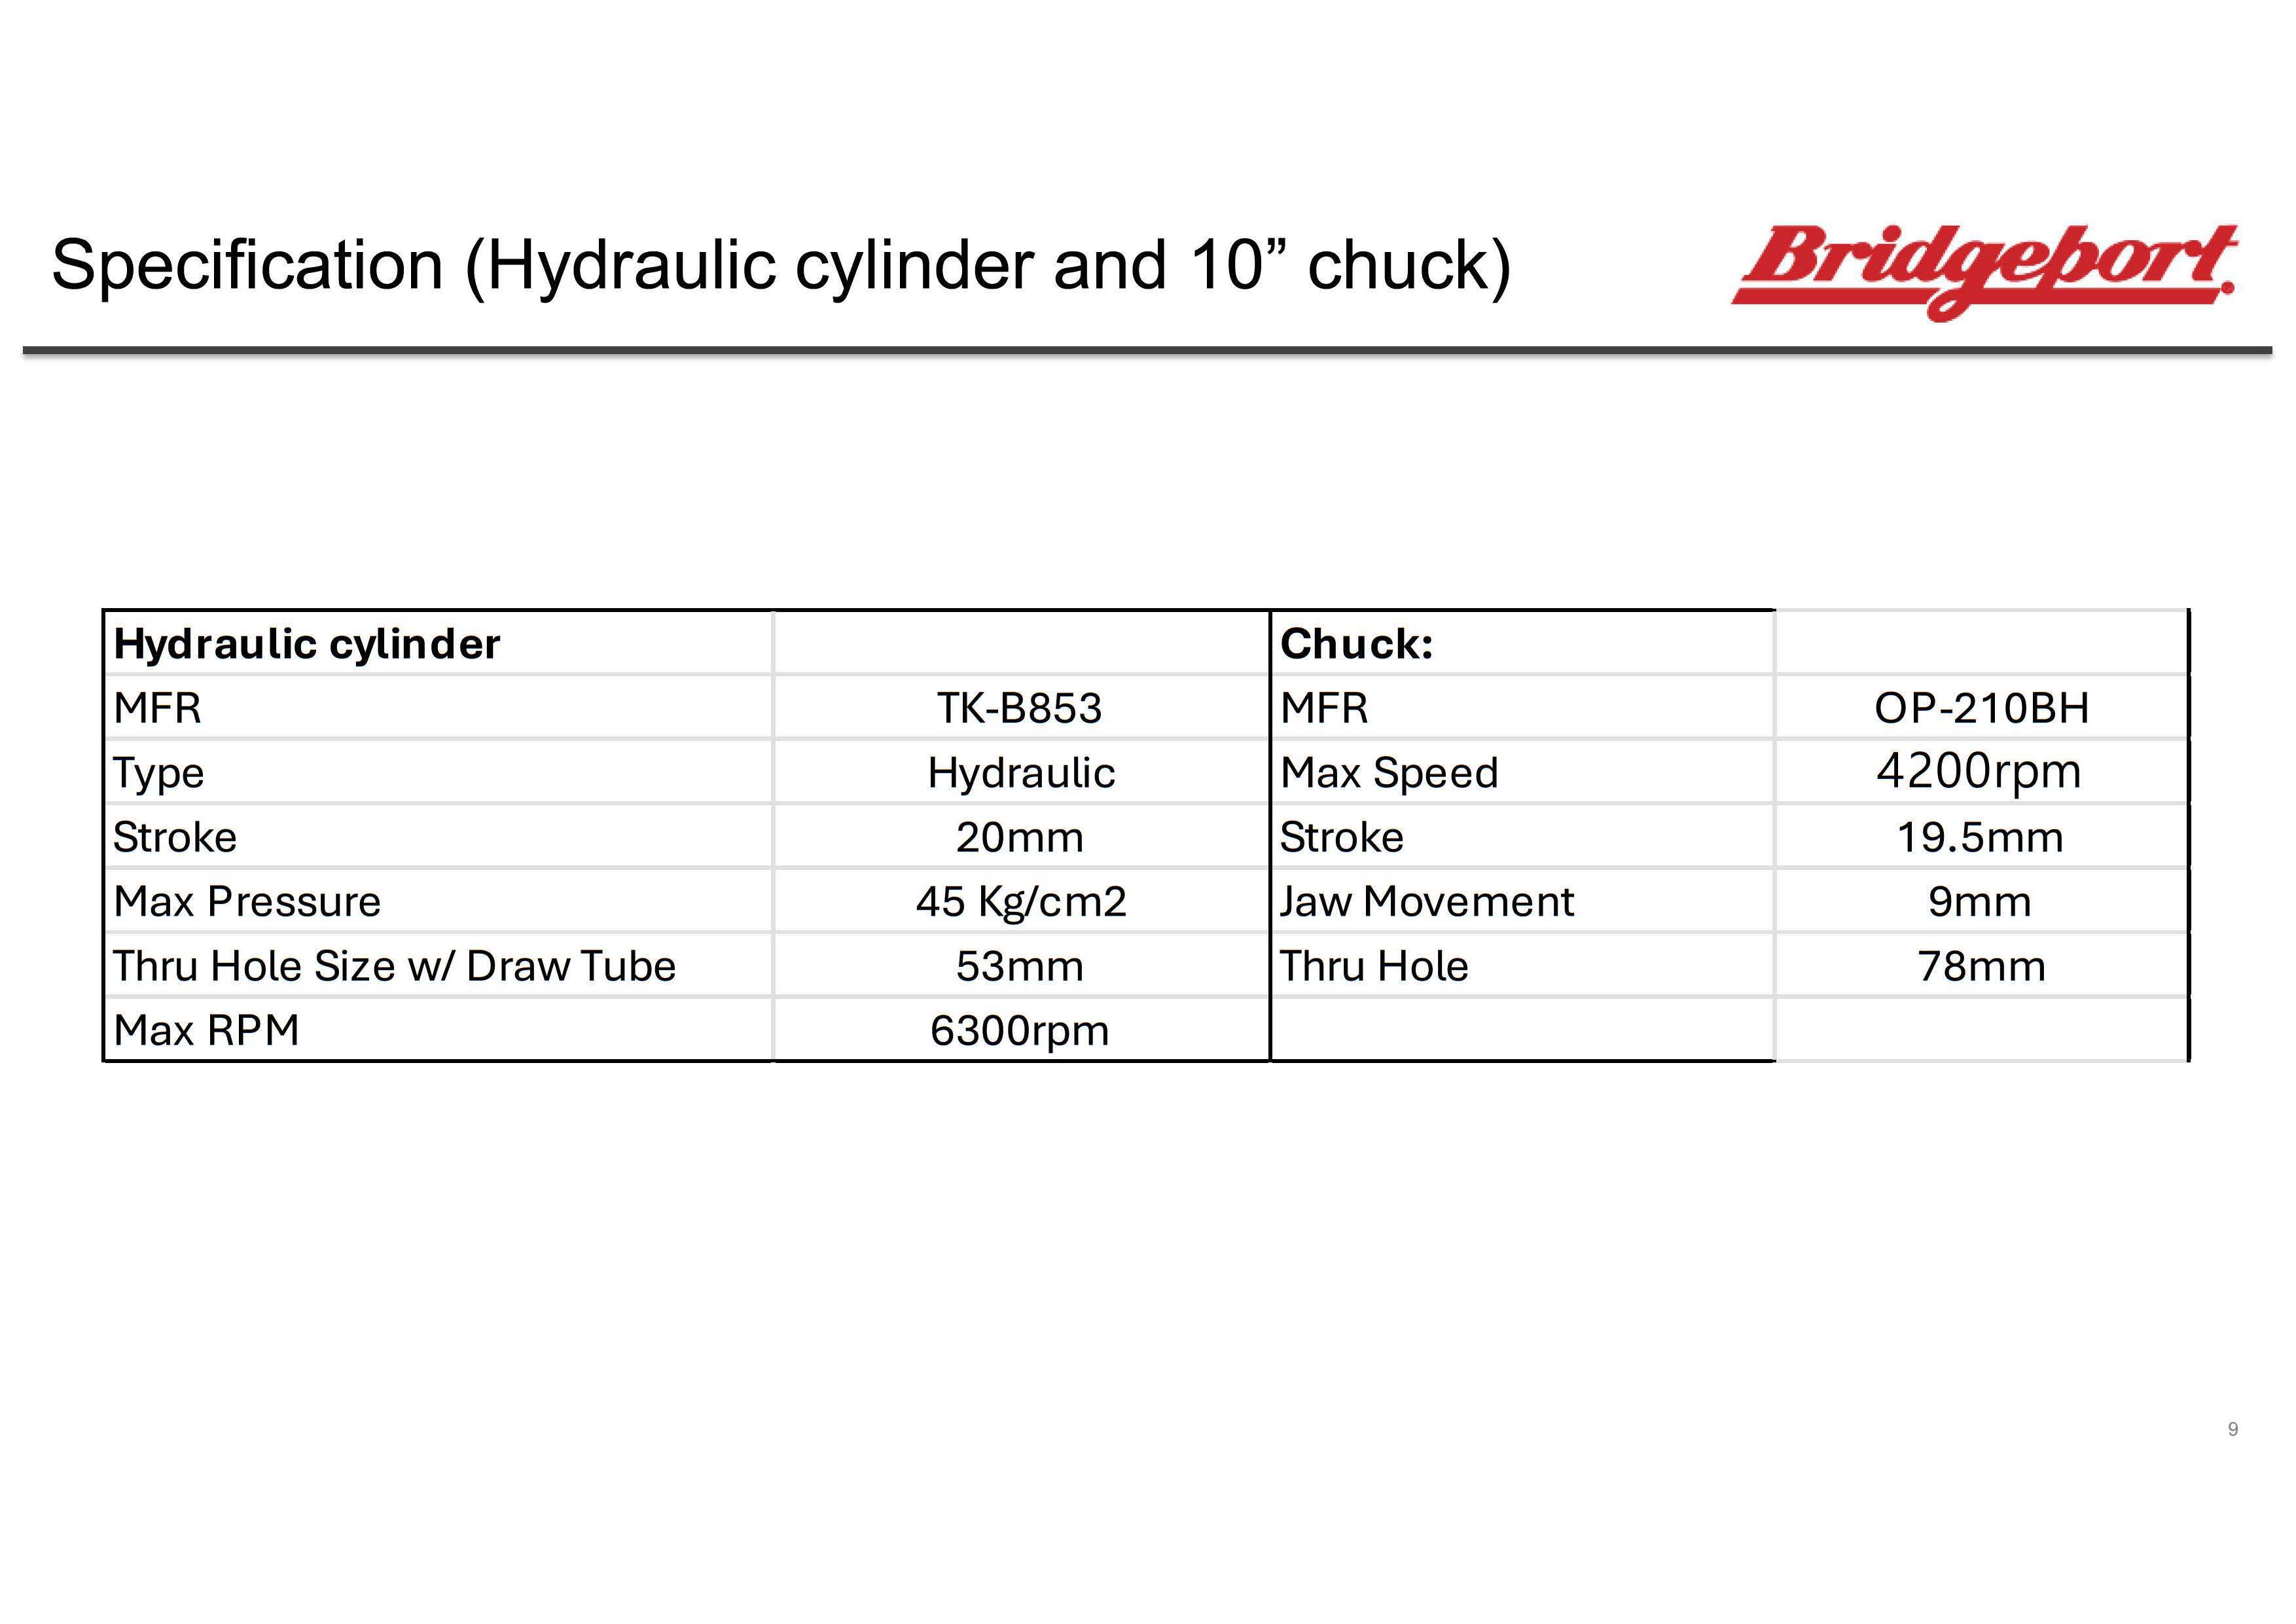 Specification (Hydraulic cylinder and 10” chuck)
Bridgeport.
Hydraulic cylinder Chuck:
MFR TK-B853 MFR OP-210BH
Type Hydraulic Max Speed 4200rpm
Stroke 20mm Stroke 19.5mm
Max Pressure 45 Kg/cm2 Jaw Movement 9mm
Thru Hole Size w/ Draw Tube 53mm Thru Hole 78mm
Max RPM 6300rpm
9